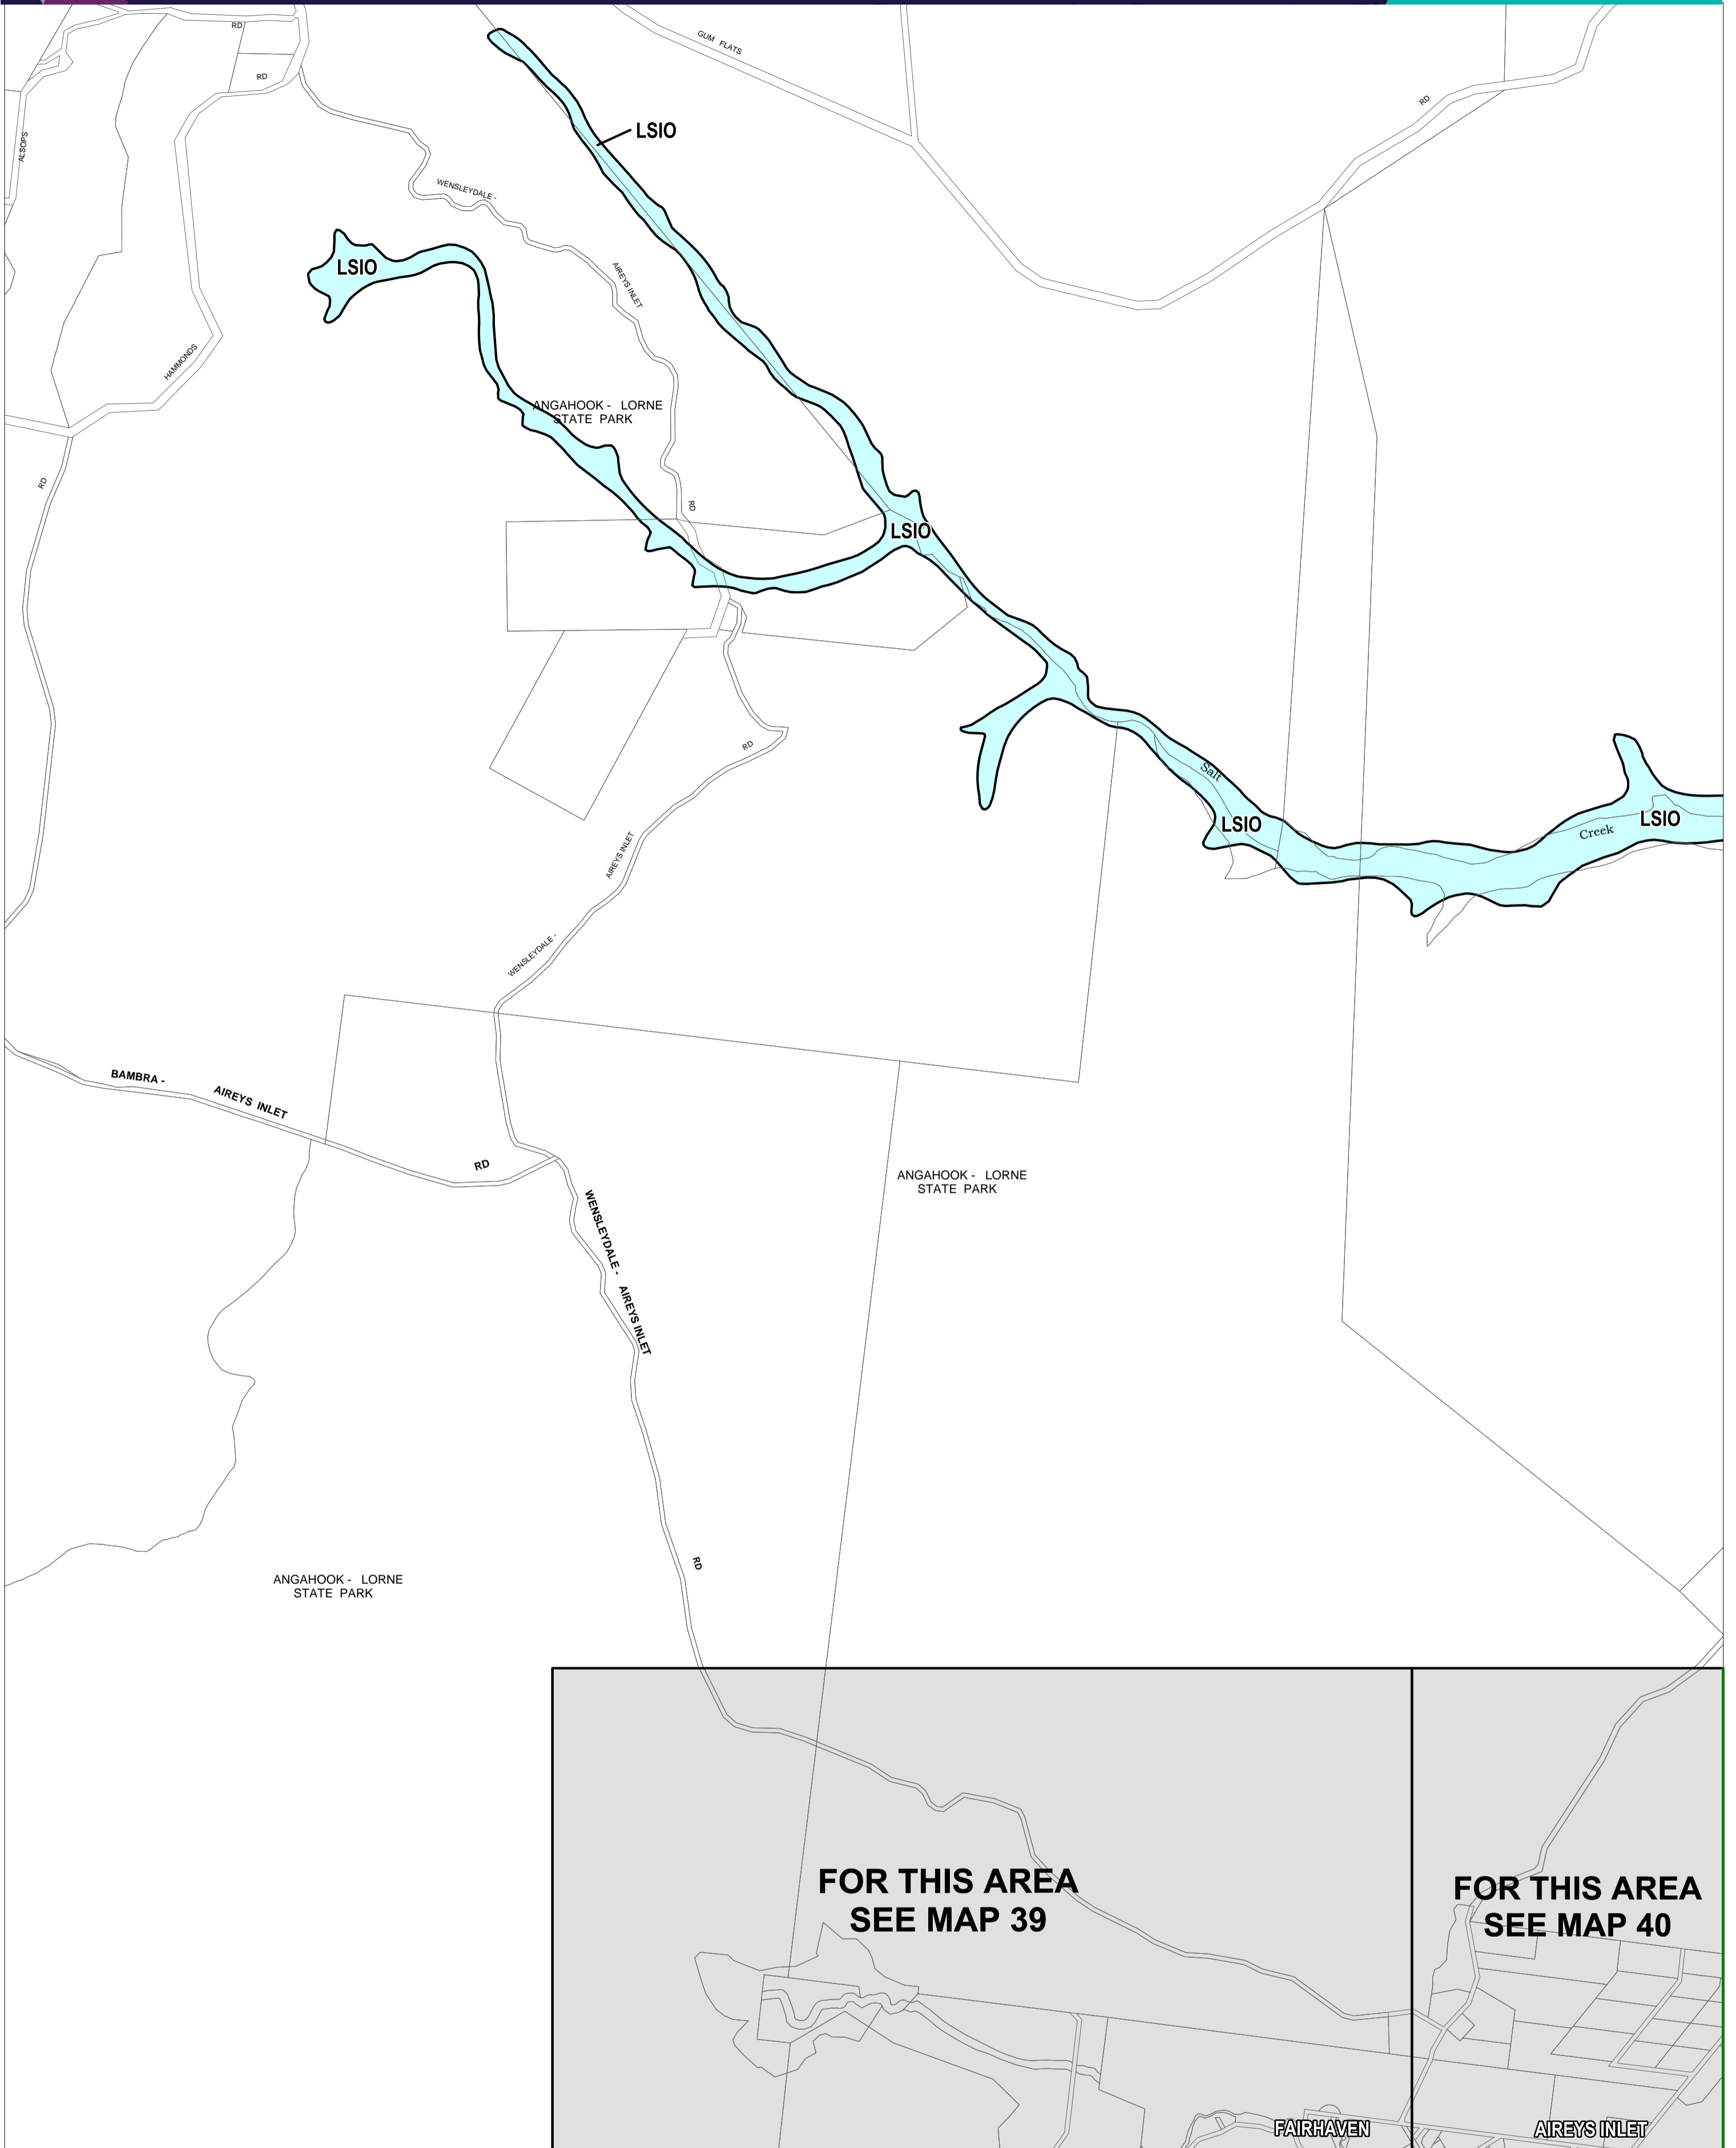 RD
GUM FLATS
RD
RD
LSIO
ALSOPS
WENSLEYDALE -
LSIO
AIREYS INLET
HAMMONDS
ANGAHOOK - LORNE
STATE PARK
RD
RD
LSIO
RD
Salt
LSIO
Creek
LSIO
AIREYS INLET
WENSLEYDALE -
BAMBRA -
AIREYS INLET
RD
ANGAHOOK - LORNE
STATE PARK
WENSLEYDALE -
AIREYS INLET
RD
ANGAHOOK - LORNE
STATE PARK
FOR THIS AREA
SEE MAP 39
FOR THIS AREA
SEE MAP 40
FAIRHAVEN
AIREYS INLET